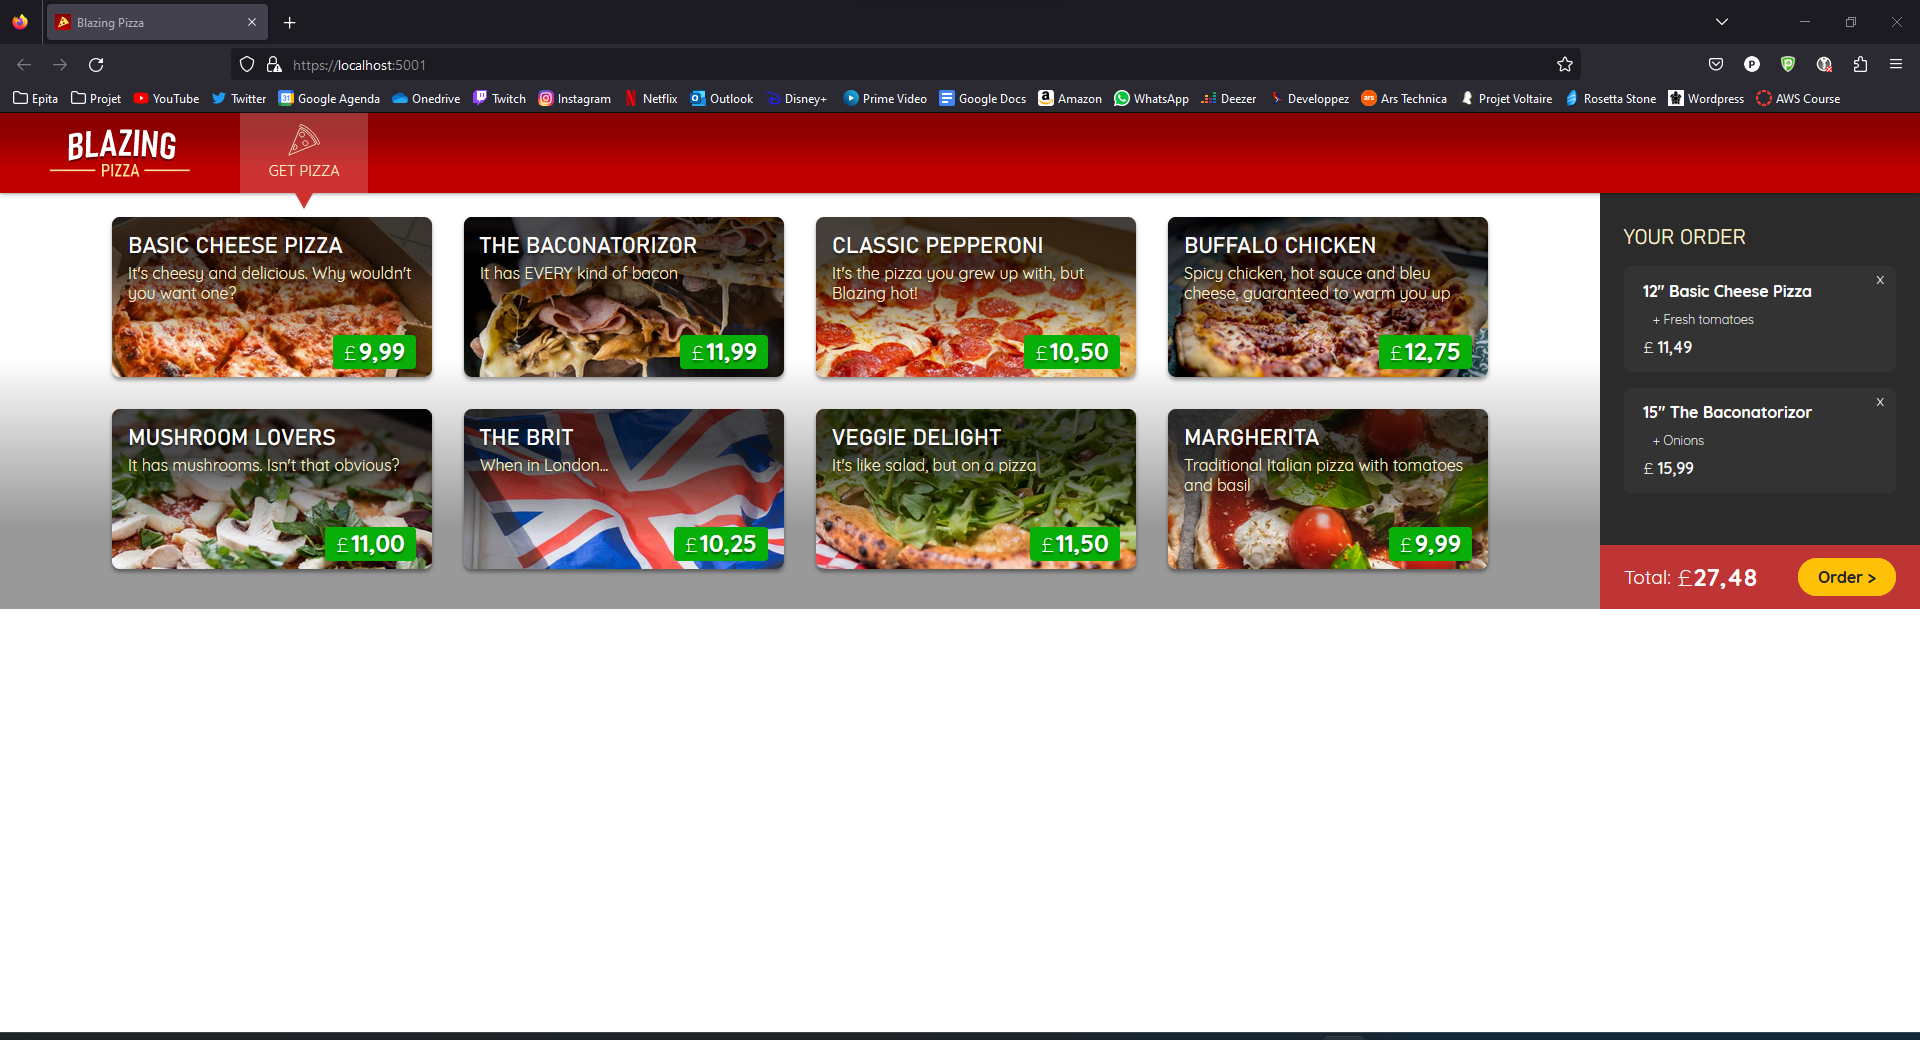 Blazing Pizza
https://localhost:5001
Epita Projet YouTube Twitter Google Agenda Onedrive Twitch Instagram Netflix Outlook Disney+ Prime Video Google Docs Amazon WhatsApp Deezer Developpez Ars Technica Projet Voltaire Rosetta Stone Wordpress AWS Course
BLAZING
PIZZA
GET PIZZA
BASIC CHEESE PIZZA
It's cheesy and delicious. Why wouldn't
you want one?
£9,99
THE BACONATORIZOR
It has EVERY kind of bacon
£11,99
CLASSIC PEPPERONI
It's the pizza you grew up with, but
Blazing hot!
£10,50
BUFFALO CHICKEN
Spicy chicken, hot sauce and bleu
cheese, guaranteed to warm you up
£12,75
MUSHROOM LOVERS
It has mushrooms. Isn't that obvious?
£11,00
THE BRIT
When in London...
£10,25
VEGGIE DELIGHT
It's like salad, but on a pizza
£11,50
MARGHERITA
Traditional Italian pizza with tomatoes
and basil
£9,99
YOUR ORDER
x
12" Basic Cheese Pizza
+ Fresh tomatoes
£ 11,49
x
15" The Baconatorizor
+ Onions
£ 15,99
Total: £27,48
Order >